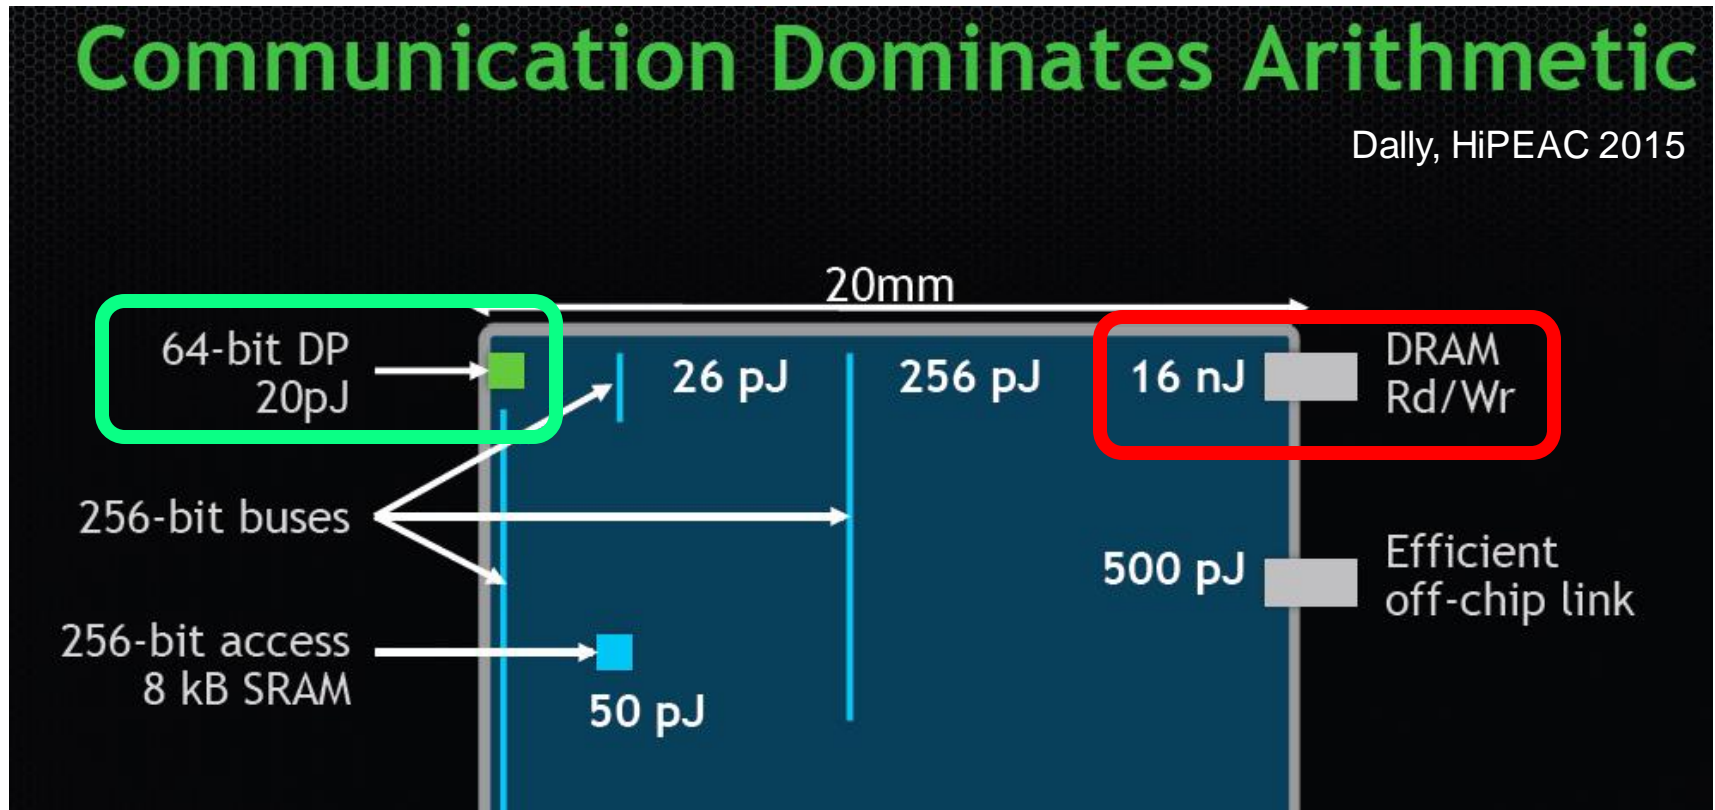 Communication Dominates Arithmetic
Dally, HiPEAC 2015
20mm
64-bit DP
20pJ
26 pJ
256 pJ
16 nJ
DRAM
Rd/Wr
256-bit buses
500 pJ
Efficient
off-chip link
256-bit access
8 kB SRAM
50 pJ